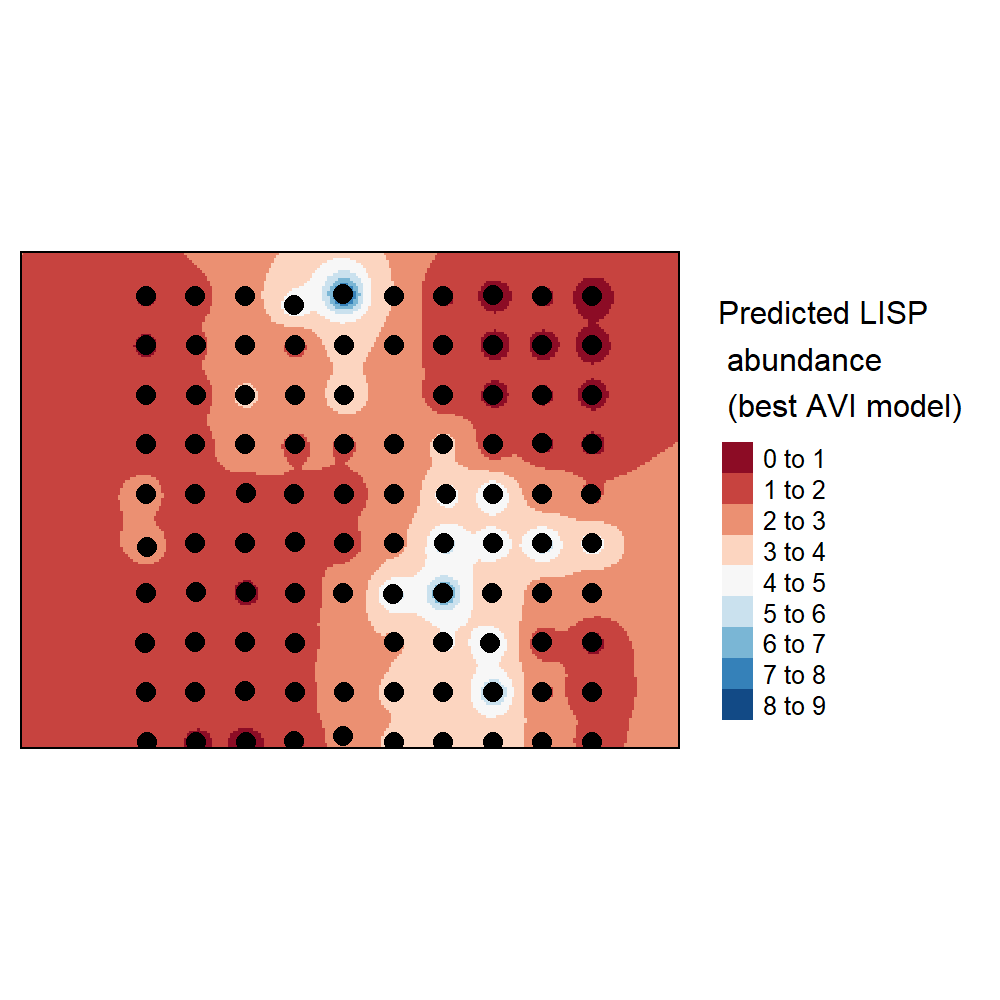 Predicted LISP
abundance
(best AVI model)
0 to 1
1 to 2
2 to 3
3 to 4
4 to 5
5 to 6
6 to 7
7 to 8
8 to 9